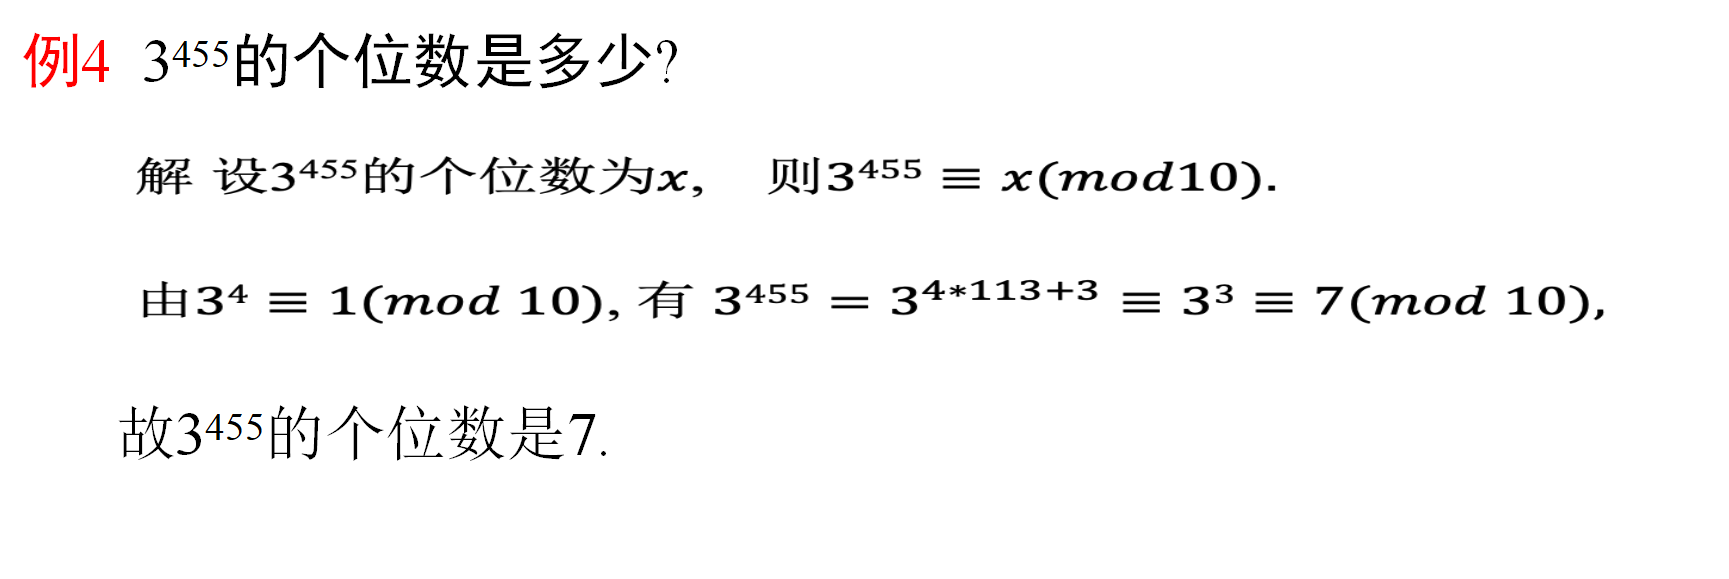 例4 3⁴⁵⁵的个位数是多少?
解 设3⁴⁵⁵的个位数为x, 则3⁴⁵⁵ ≡ x(mod10).
由3⁴ ≡ 1(mod 10), 有 3⁴⁵⁵ = 3⁴*¹¹³⁺³ ≡ 3³ ≡ 7(mod 10),
故3⁴⁵⁵的个位数是7.